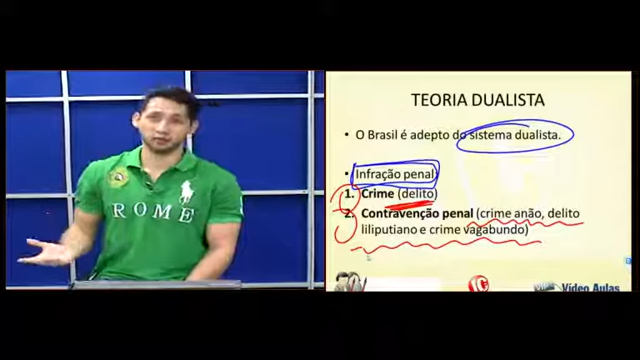 TEORIA DUALISTA
• O Brasil é adepto do sistema dualista.
• Infração penal
1. Crime (delito)
2. Contravenção penal (crime anão, delito
liliputiano e crime vagabundo)
ROME
Vídeo Aulas